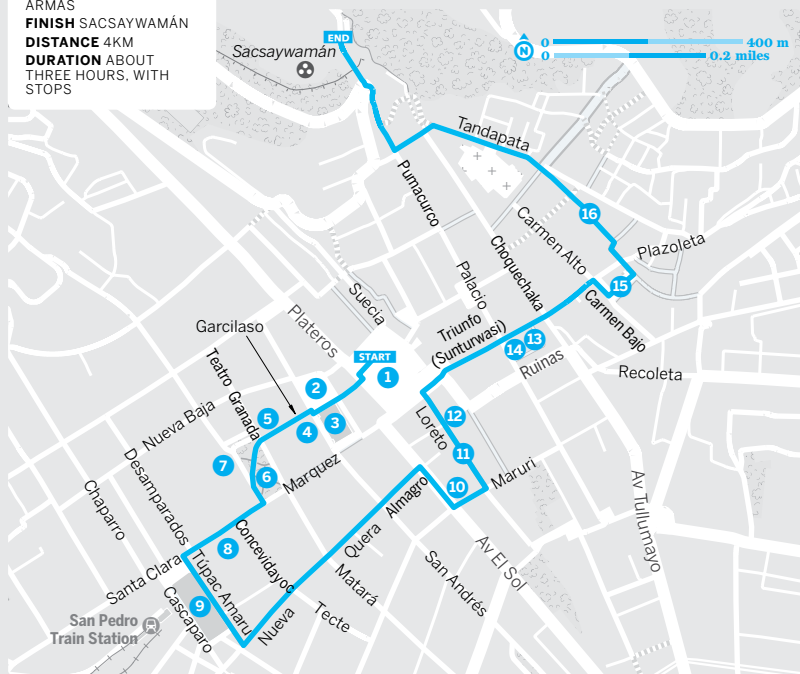 ARMAS
FINISH SACSAYWAMÁN
DISTANCE 4KM
DURATION ABOUT
THREE HOURS, WITH
STOPS
END
Sacsaywamán
N
0 400 m
0 0.2 miles
Tandapata
Pumacurco
16
Carmen Alto
Plazoleta
Choquechaka
15
Palacio
Suecia
Carmen Bajo
Triunfo
(Sunturwasi)
13
14
Ruinas
Recoleta
Garcilaso
Plateros
START
1
Teatro
Granada
2
3
4
5
Nueva Baja
12
Loreto
11
10
Maruri
7
6
Marquez
Desamparados
Chaparro
Almagro
Quera
Av El Sol
Av Tullumayo
8
Concevidayoc
Santa Clara
Túpac Amaru
9
Cascaparo
San Andrés
Matará
Tecte
Nueva
San Pedro
Train Station